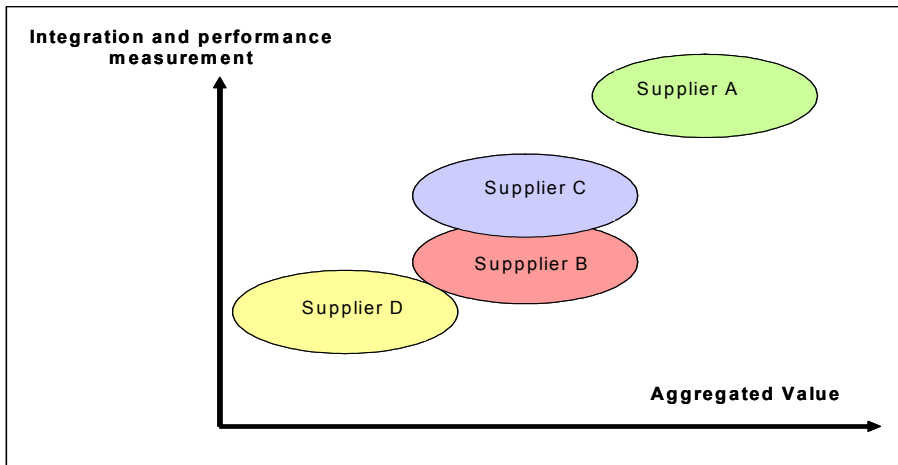 Integration and performance
measurement
Supplier A
Supplier C
Suppplier B
Supplier D
Aggregated Value